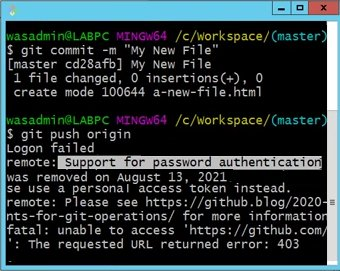 wasadmin@LABPC MINGW64 /c/Workspace/(master)
$ git commit -m "My New File"
[master cd28afb] My New File
1 file changed, 0 insertions(+), 0
create mode 100644 a-new-file.html
wasadmin@LABPC MINGW64 /c/Workspace/(master)
$ git push origin
Logon failed
remote: Support for password authentication
was removed on August 13, 2021
se use a personal access token instead.
remote: Please see https://github.blog/2020-
nts-for-git-operations/ for more information
fatal: unable to access 'https://github.com/
': The requested URL returned error: 403